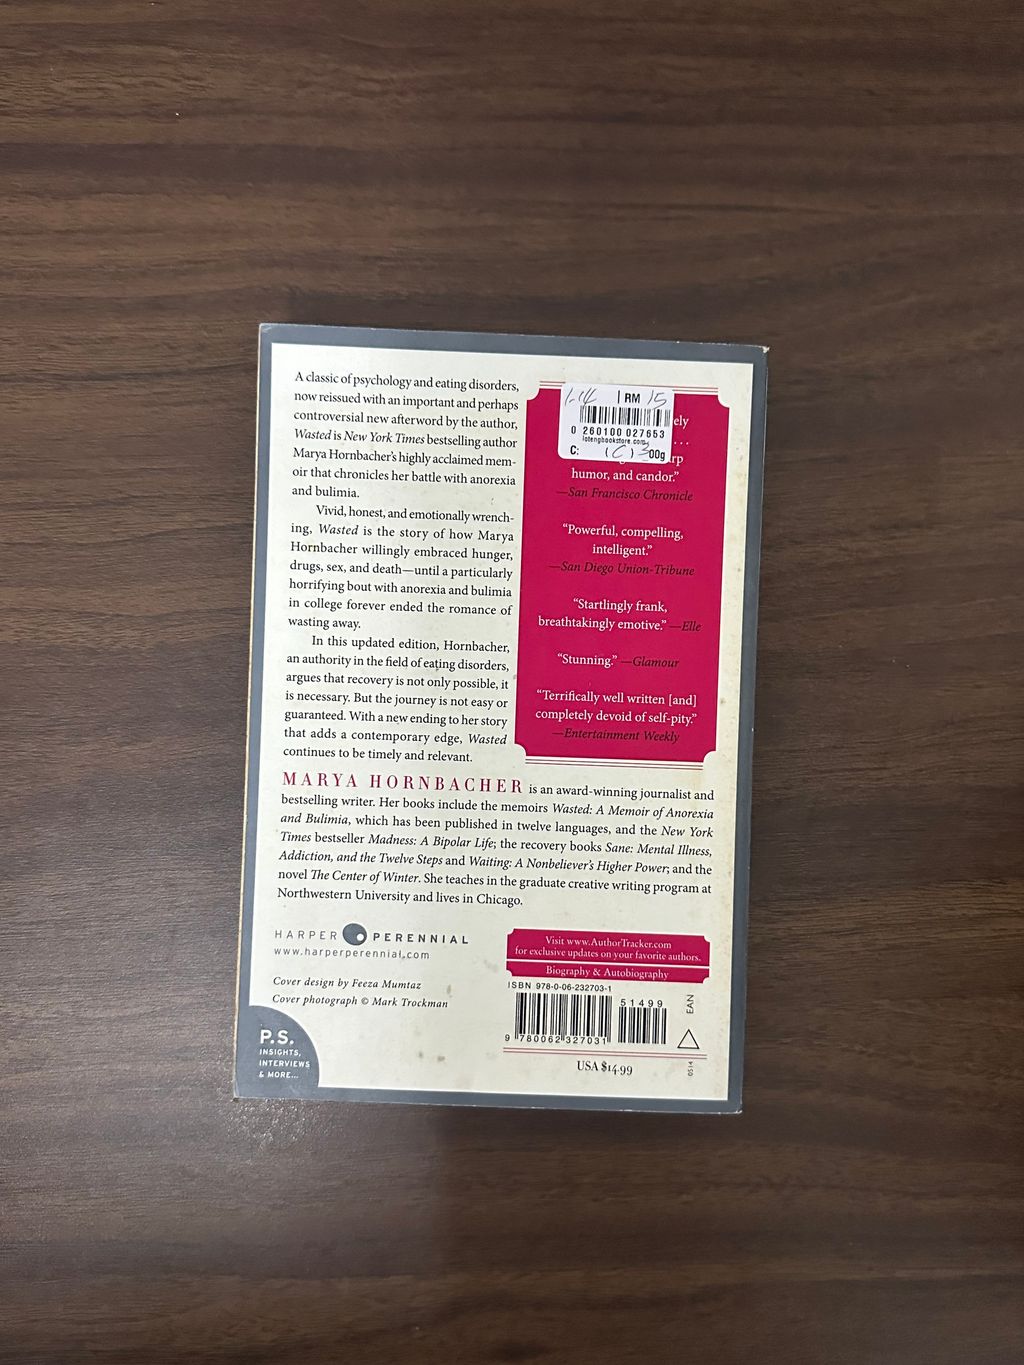 A classic of psychology and eating disorders,
now reissued with an important and perhaps
controversial new afterword by the author,
Wasted is New York Times bestselling author
Marya Hornbacher's highly acclaimed mem-
oir that chronicles her battle with anorexia
and bulimia.
Vivid, honest, and emotionally wrench-
ing, Wasted is the story of how Marya
Hornbacher willingly embraced hunger,
drugs, sex, and death—until a particularly
horrifying bout with anorexia and bulimia
in college forever ended the romance of
wasting away.
In this updated edition, Hornbacher,
an authority in the field of eating disorders,
argues that recovery is not only possible, it
is necessary. But the journey is not easy or
guaranteed. With a new ending to her story
that adds a contemporary edge, Wasted
continues to be timely and relevant.
1-14 RM 15
0 260100 027653
lotengbookstore.com
C: (C) 300g
humor, and candor."
—San Francisco Chronicle
"Powerful, compelling,
intelligent."
—San Diego Union-Tribune
"Startlingly frank,
breathtakingly emotive." —Elle
"Stunning." —Glamour
"Terrifically well written [and]
completely devoid of self-pity."
—Entertainment Weekly
MARYA HORNBACHER is an award-winning journalist and
bestselling writer. Her books include the memoirs Wasted: A Memoir of Anorexia
and Bulimia, which has been published in twelve languages, and the New York
Times bestseller Madness: A Bipolar Life; the recovery books Sane: Mental Illness,
Addiction, and the Twelve Steps and Waiting: A Nonbeliever's Higher Power; and the
novel The Center of Winter. She teaches in the graduate creative writing program at
Northwestern University and lives in Chicago.
HARPER PERENNIAL
www.harperperennial.com
Cover design by Feeza Mumtaz
Cover photograph © Mark Trockman
P.S.
INSIGHTS,
INTERVIEWS
& MORE...
Visit www.AuthorTracker.com
for exclusive updates on your favorite authors.
Biography & Autobiography
ISBN 978-0-06-232703-1
51499
EAN
9 780062 327031
USA $14.99
0514